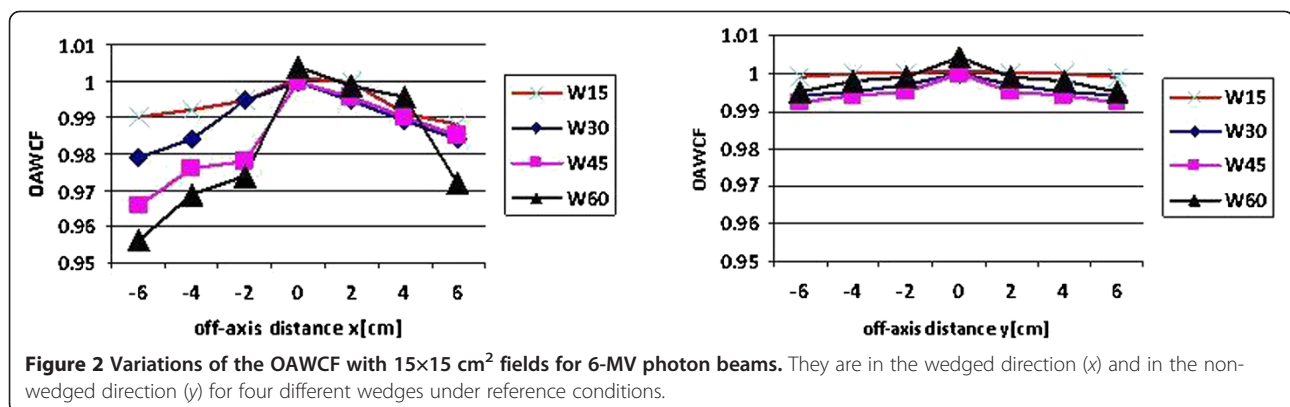 1.01
1
0.99
0.98
0.97
0.96
0.95
OAWCF
-6 -4 -2 0 2 4 6
off-axis distance x[cm]
W15
W30
W45
W60
1.01
1
0.99
0.98
0.97
0.96
0.95
OAWCF
-6 -4 -2 0 2 4 6
off-axis distance y[cm]
W15
W30
W45
W60
Figure 2 Variations of the OAWCF with 15×15 cm² fields for 6-MV photon beams. They are in the wedged direction (x) and in the non-
wedged direction (y) for four different wedges under reference conditions.